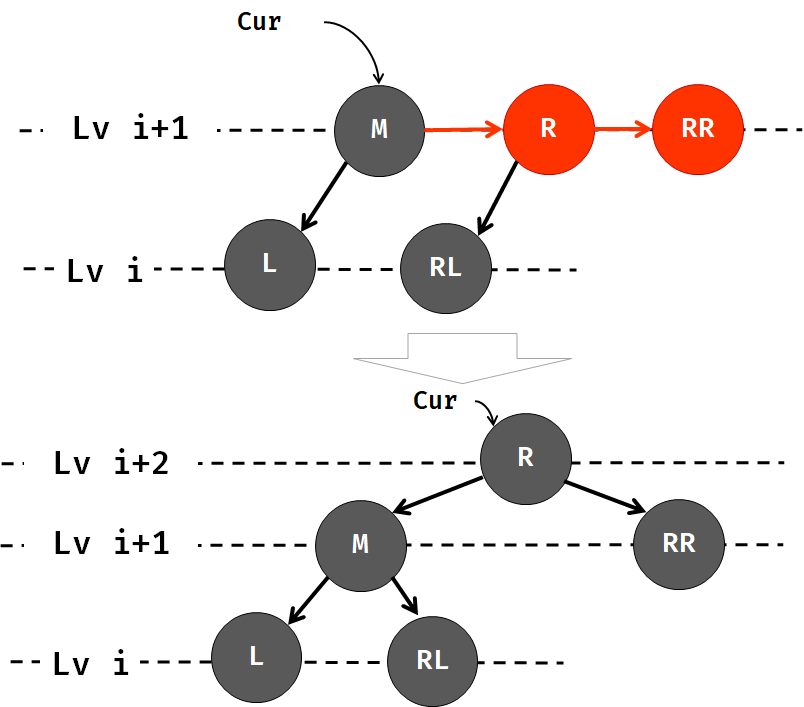 Cur
Lv i+1 M R RR
Lv i L RL
Cur
Lv i+2 R
Lv i+1 M RR
Lv i L RL